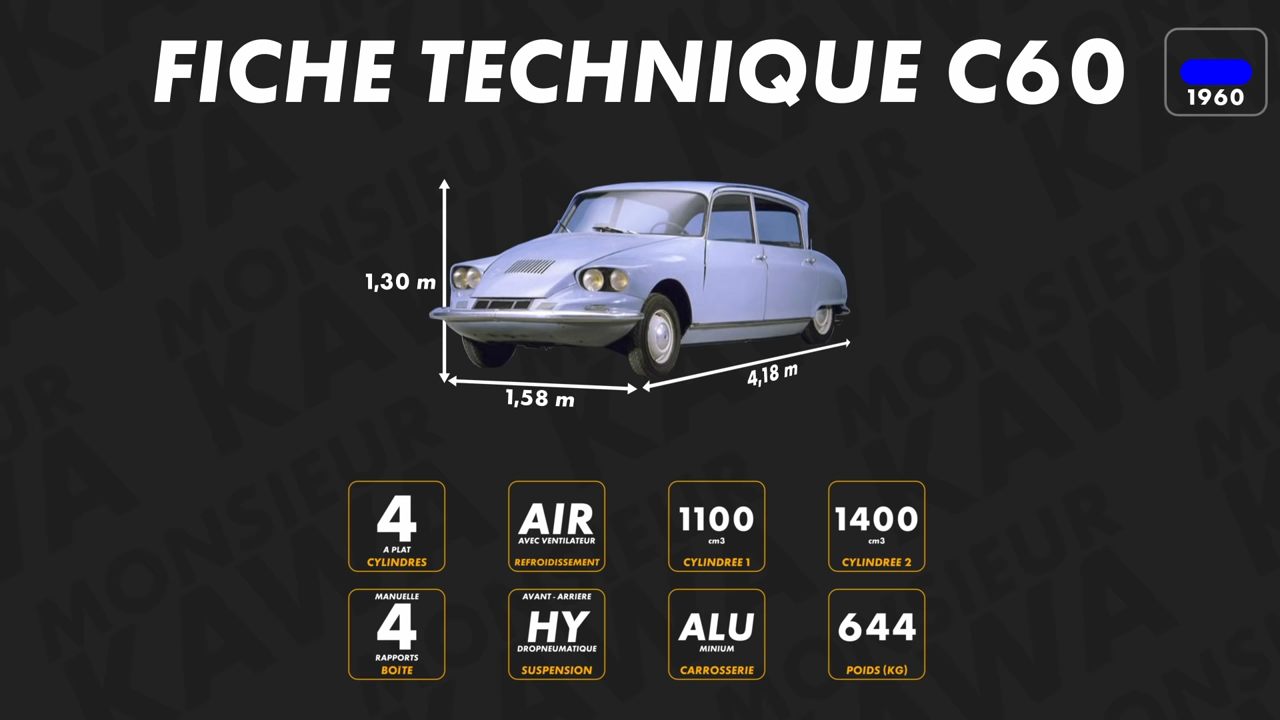 FICHE TECHNIQUE C60
1960
1,30 m
1,58 m
4,18 m
4
A PLAT
CYLINDRES
AIR
AVEC VENTILATEUR
REFROIDISSEMENT
1100
cm3
CYLINDREE 1
1400
cm3
CYLINDREE 2
MANUELLE
4
RAPPORTS
BOITE
AVANT - ARRIERE
HY
DROPNEUMATIQUE
SUSPENSION
ALU
MINIUM
CARROSSERIE
644
POIDS (KG)
MONSIEUR
KAWA